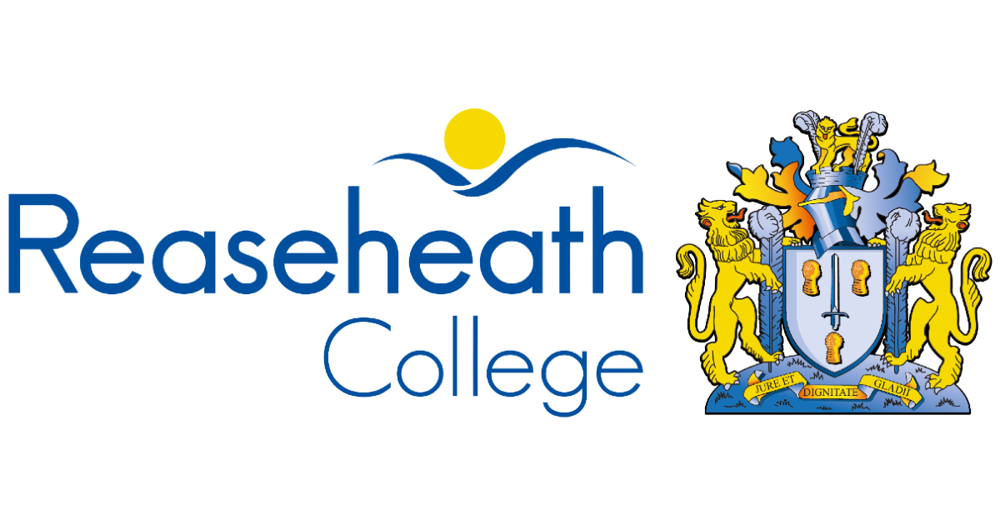 Reaseheath
College
JURE ET DIGNITATE GLADII